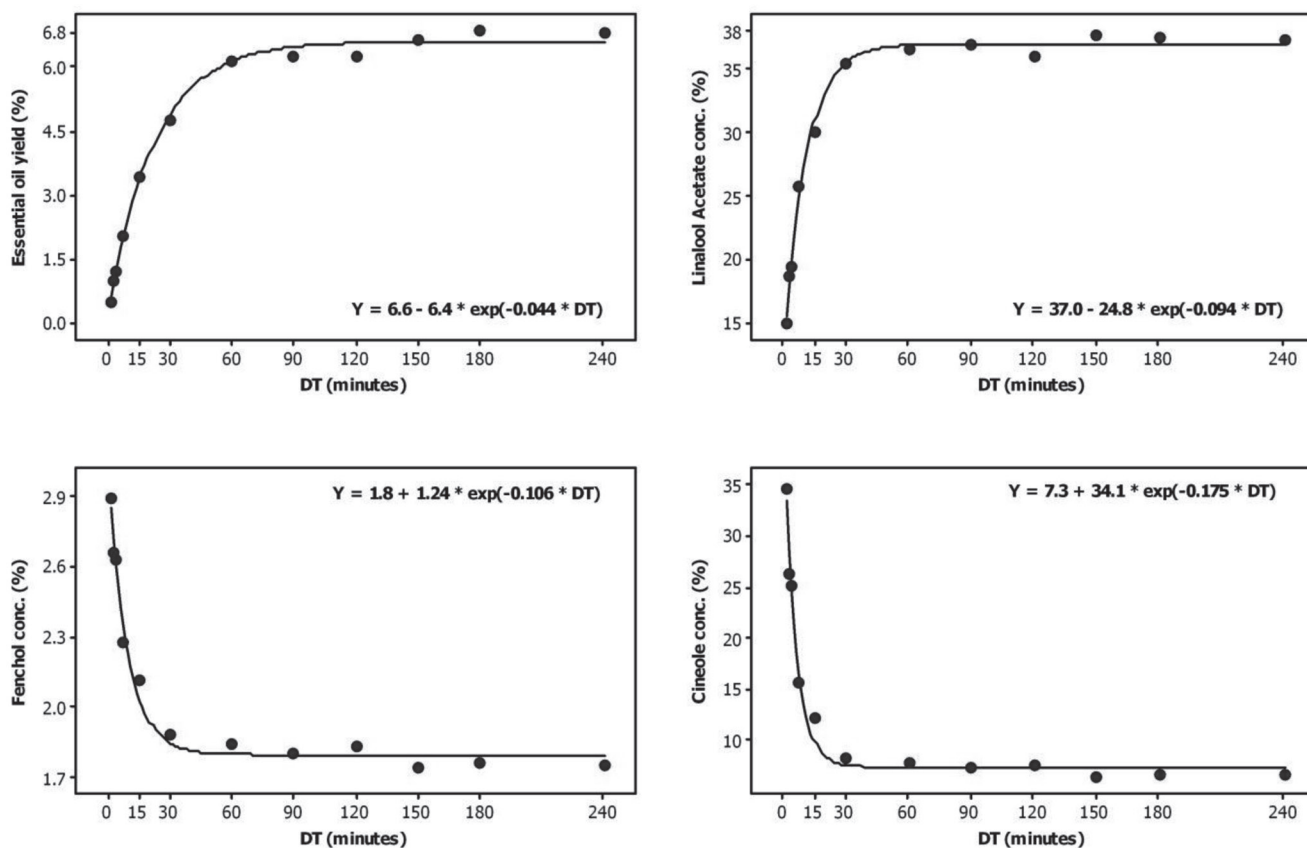 Essential oil yield (%)
6.8
6.0
4.5
3.0
1.5
0.0
Y = 6.6 - 6.4 * exp(-0.044 * DT)
0 15 30 60 90 120 150 180 240
DT (minutes)
Linalool Acetate conc. (%)
38
35
30
25
20
15
Y = 37.0 - 24.8 * exp(-0.094 * DT)
0 15 30 60 90 120 150 180 240
DT (minutes)
Fenchol conc. (%)
2.9
2.6
2.3
2.0
1.7
Y = 1.8 + 1.24 * exp(-0.106 * DT)
0 15 30 60 90 120 150 180 240
DT (minutes)
Cineole conc. (%)
35
30
25
20
15
10
Y = 7.3 + 34.1 * exp(-0.175 * DT)
0 15 30 60 90 120 150 180 240
DT (minutes)